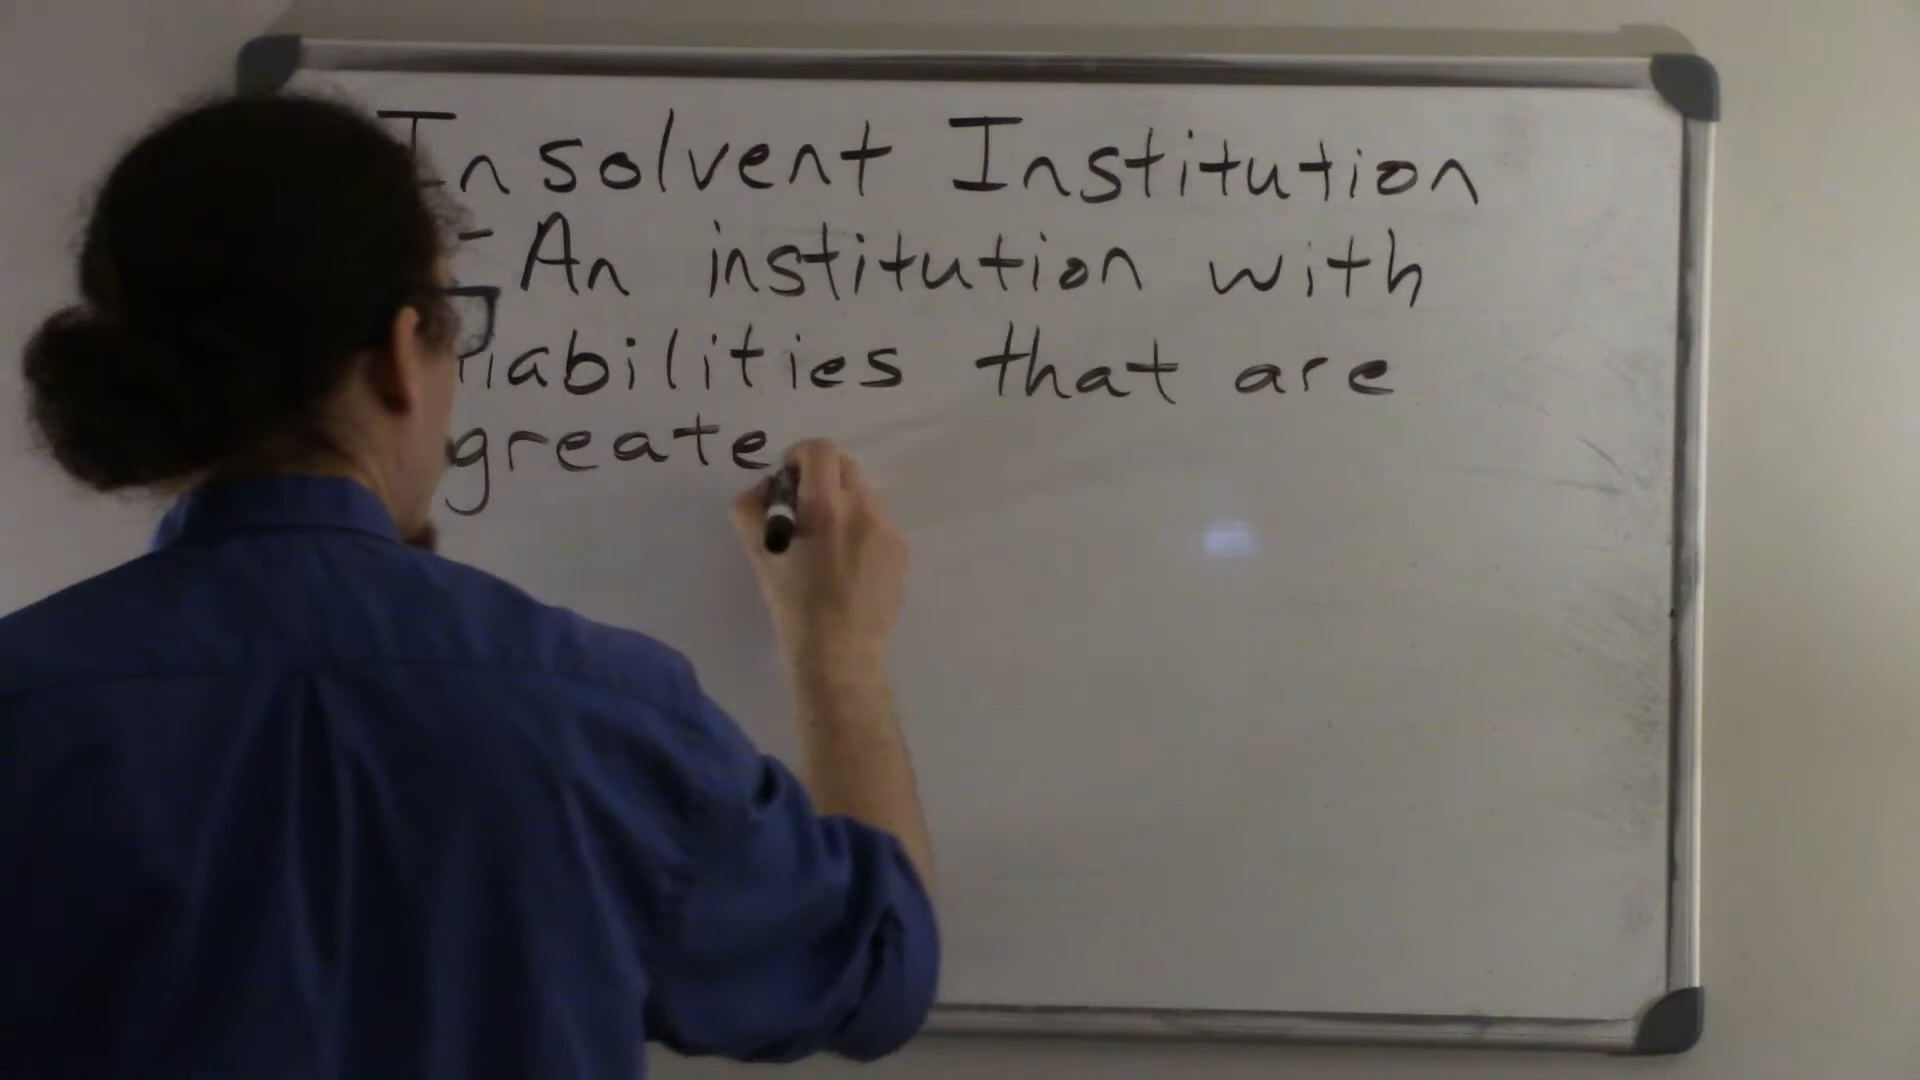 Insolvent Institution
- An institution with
liabilities that are
greate